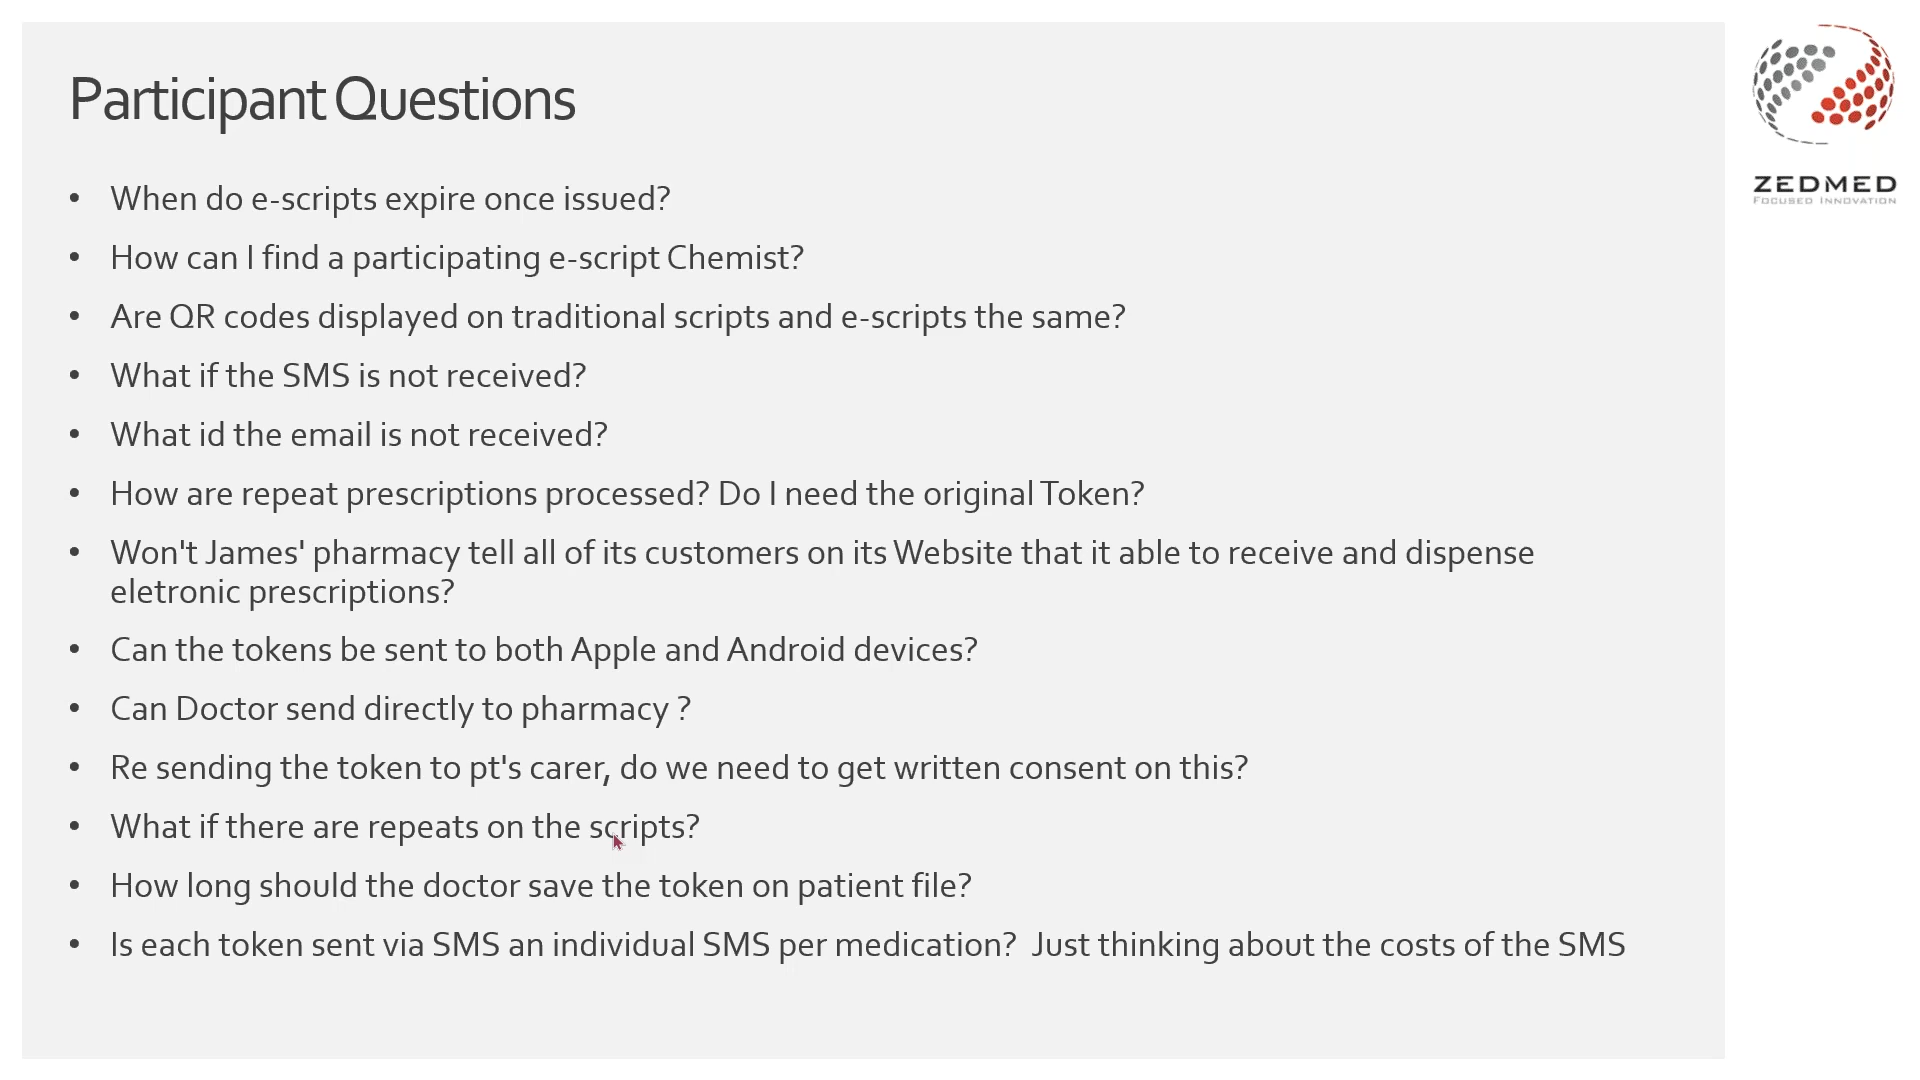 Participant Questions
ZEDMED
FOCUSED INNOVATION
• When do e-scripts expire once issued?
• How can I find a participating e-script Chemist?
• Are QR codes displayed on traditional scripts and e-scripts the same?
• What if the SMS is not received?
• What id the email is not received?
• How are repeat prescriptions processed? Do I need the original Token?
• Won't James' pharmacy tell all of its customers on its Website that it able to receive and dispense
eletronic prescriptions?
• Can the tokens be sent to both Apple and Android devices?
• Can Doctor send directly to pharmacy ?
• Re sending the token to pt's carer, do we need to get written consent on this?
• What if there are repeats on the scripts?
• How long should the doctor save the token on patient file?
• Is each token sent via SMS an individual SMS per medication?  Just thinking about the costs of the SMS